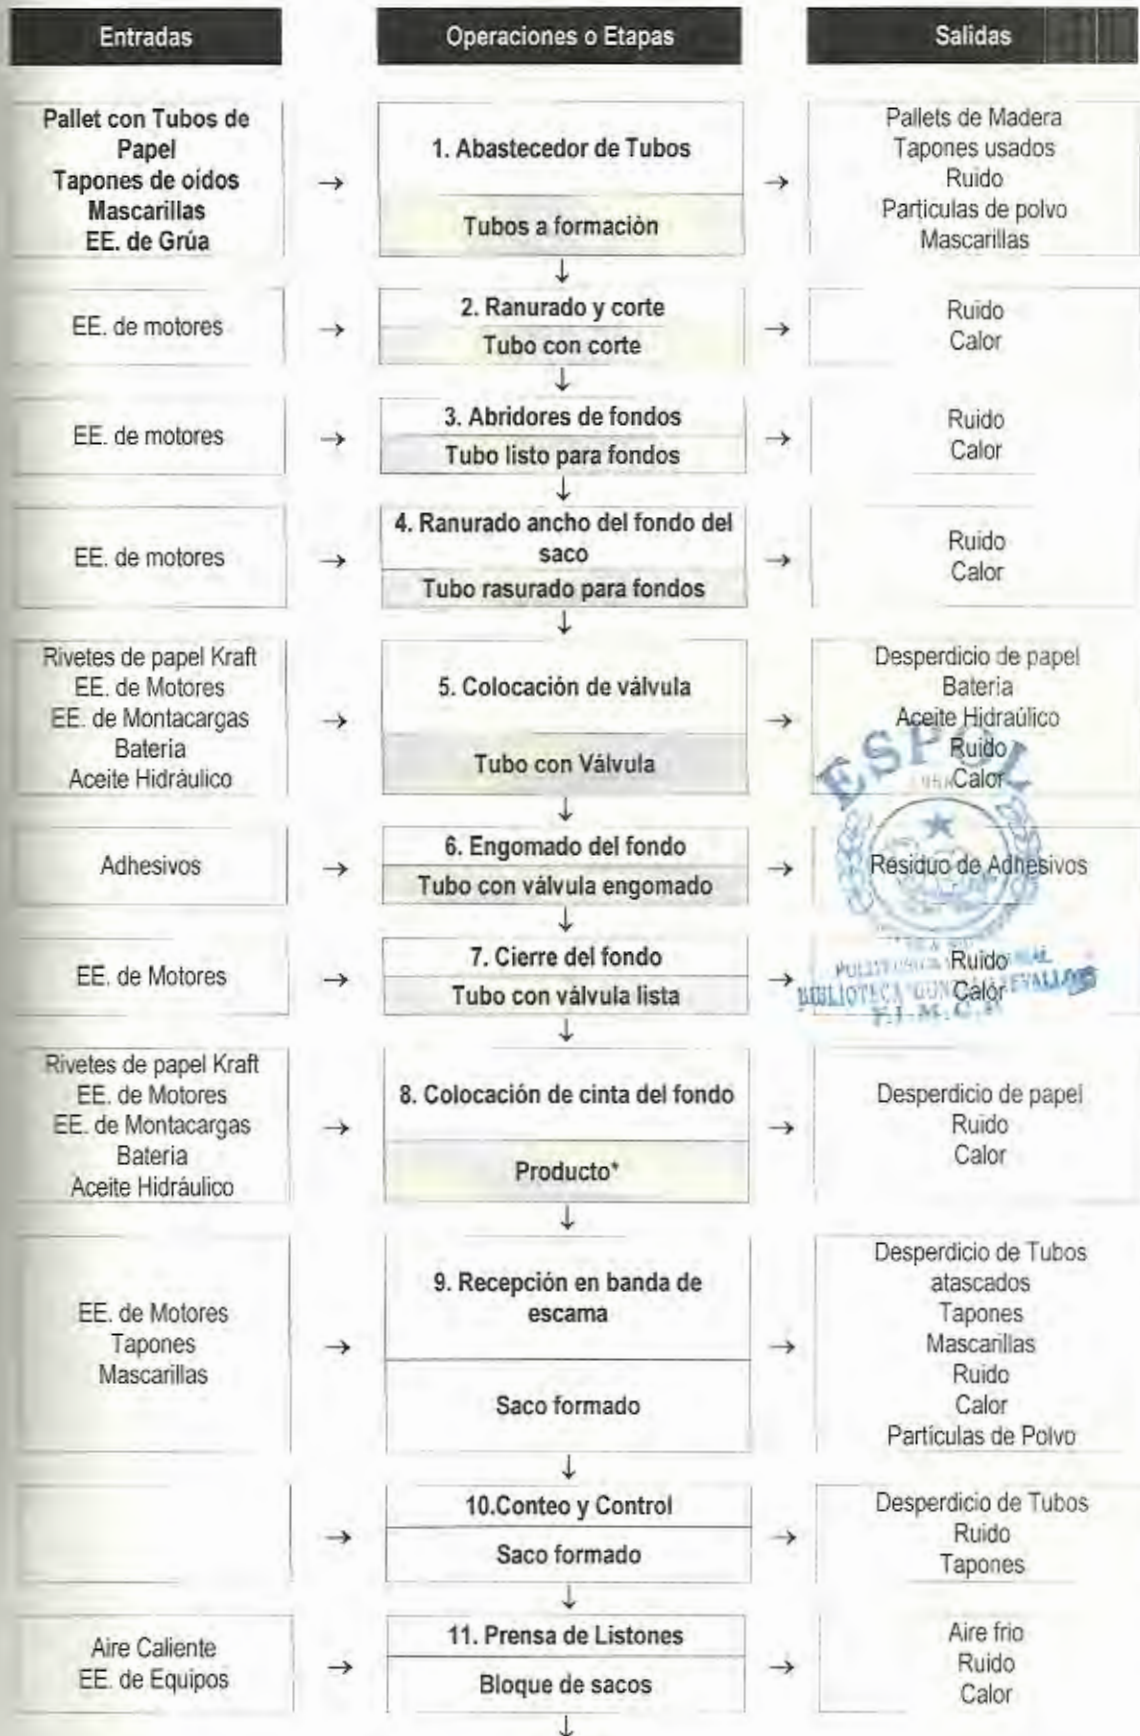 Entradas
Operaciones o Etapas
Salidas
Pallet con Tubos de
Papel
Tapones de oídos
Mascarillas
EE. de Grúa
→
1. Abastecedor de Tubos
Tubos a formación
→
Pallets de Madera
Tapones usados
Ruido
Particulas de polvo
Mascarillas
↓
EE. de motores
→
2. Ranurado y corte
Tubo con corte
→
Ruido
Calor
↓
EE. de motores
→
3. Abridores de fondos
Tubo listo para fondos
→
Ruido
Calor
↓
EE. de motores
→
4. Ranurado ancho del fondo del
saco
Tubo rasurado para fondos
→
Ruido
Calor
↓
Rivetes de papel Kraft
EE. de Motores
EE. de Montacargas
Bateria
Aceite Hidráulico
→
5. Colocación de válvula
Tubo con Válvula
→
Desperdicio de papel
Bateria
Aceite Hidraúlico
Ruido
Calor
↓
ESPOL
Adhesivos
→
6. Engomado del fondo
Tubo con válvula engomado
→
Residuo de Adhesivos
↓
EE. de Motores
→
7. Cierre del fondo
Tubo con válvula lista
→
Ruido
Calor
BIBLIOTECA
F.I.M.C.P.
↓
Rivetes de papel Kraft
EE. de Motores
EE. de Montacargas
Bateria
Aceite Hidráulico
→
8. Colocación de cinta del fondo
Producto*
→
Desperdicio de papel
Ruido
Calor
↓
EE. de Motores
Tapones
Mascarillas
→
9. Recepción en banda de
escama
Saco formado
→
Desperdicio de Tubos
atascados
Tapones
Mascarillas
Ruido
Calor
Particulas de Polvo
↓
→
10.Conteo y Control
Saco formado
→
Desperdicio de Tubos
Ruido
Tapones
↓
Aire Caliente
EE. de Equipos
→
11. Prensa de Listones
Bloque de sacos
→
Aire frio
Ruido
Calor
↓